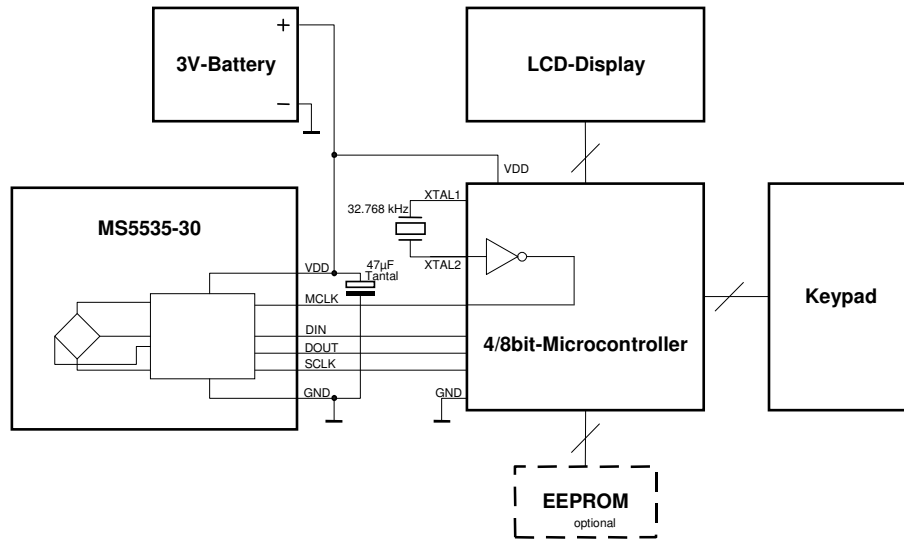 +
3V-Battery
−
LCD-Display
VDD
XTAL1
32.768 kHz
XTAL2
MS5535-30
VDD
47µF
Tantal
MCLK
DIN
DOUT
SCLK
GND
GND
4/8bit-Microcontroller
Keypad
EEPROM
optional